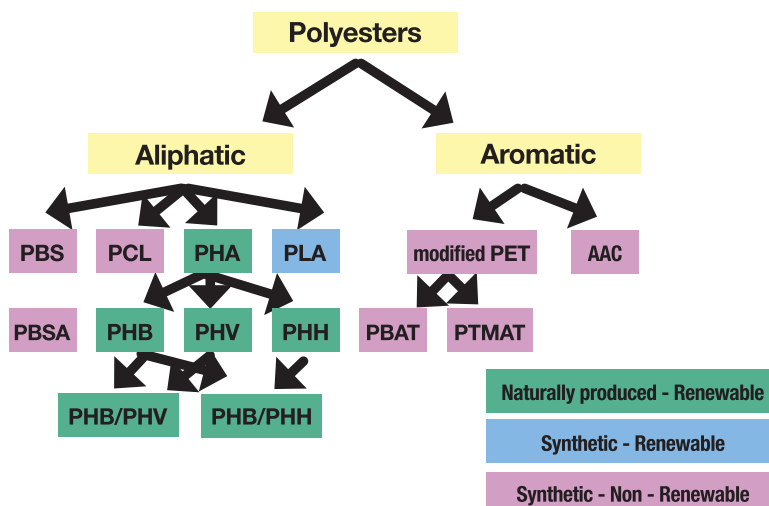 Polyesters
Aliphatic
Aromatic
PBS
PCL
PHA
PLA
modified PET
AAC
PBSA
PHB
PHV
PHH
PBAT
PTMAT
PHB/PHV
PHB/PHH
Naturally produced - Renewable
Synthetic - Renewable
Synthetic - Non - Renewable